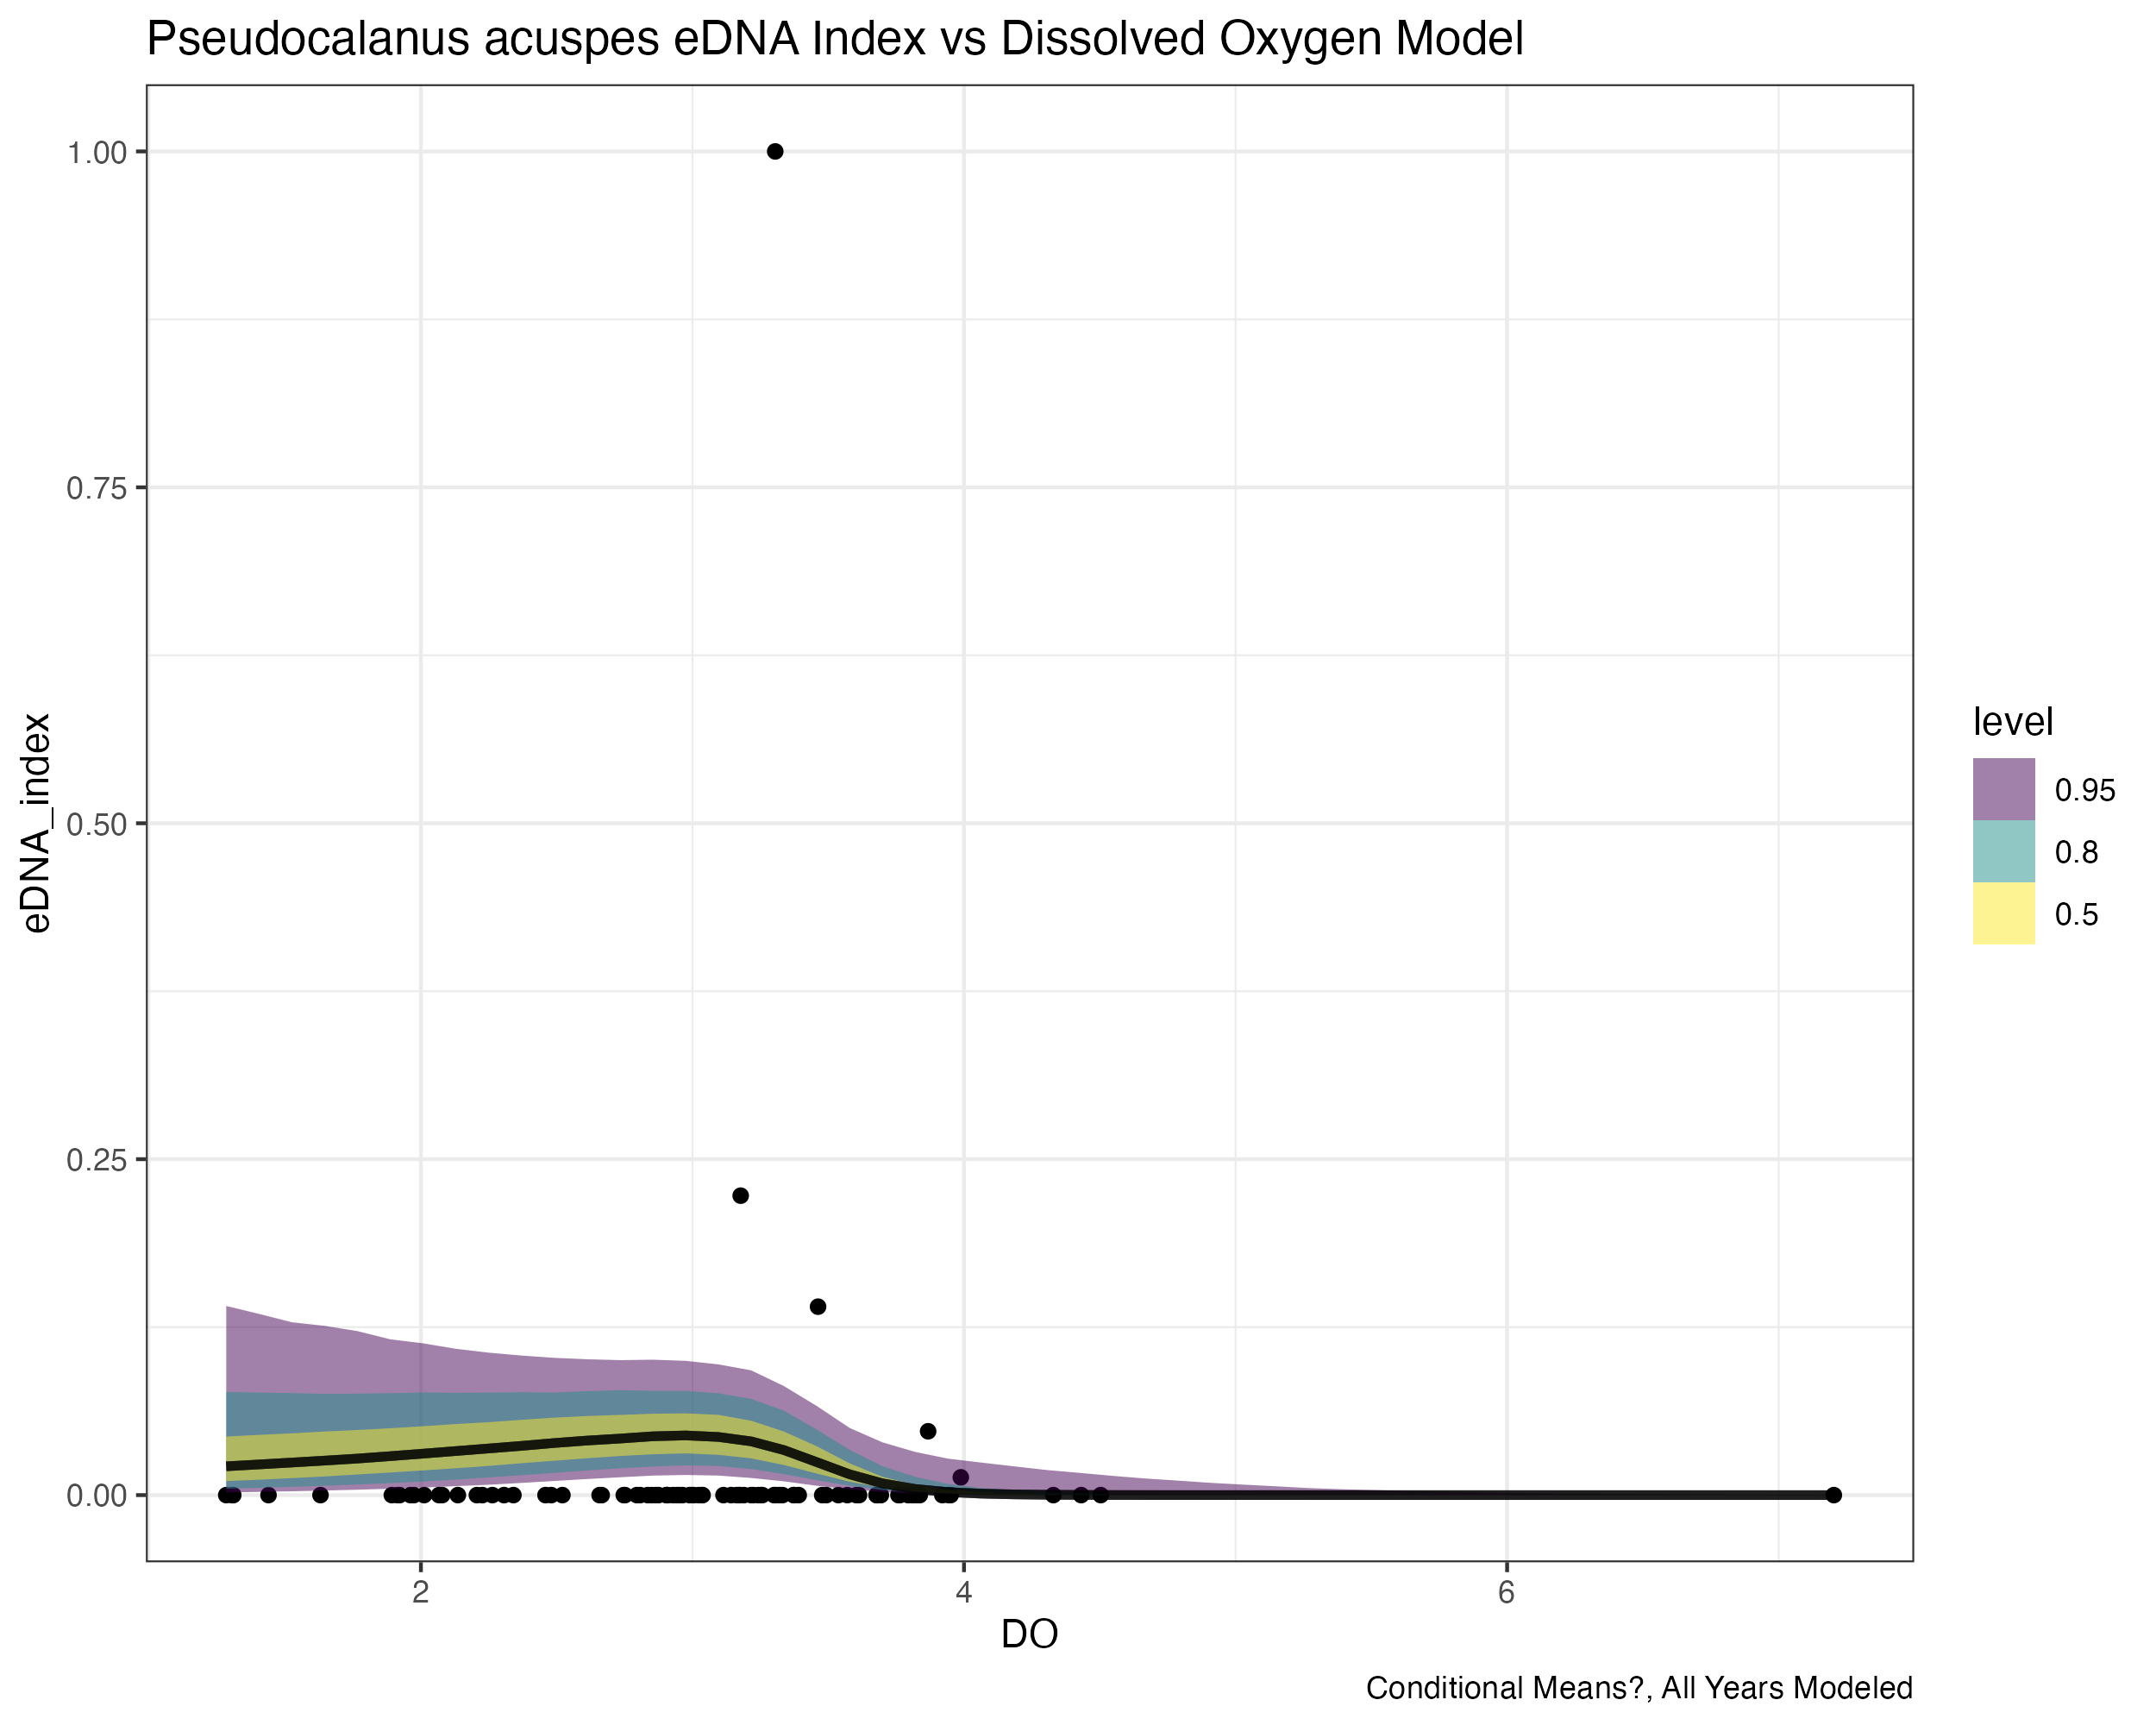 Pseudocalanus acuspes eDNA Index vs Dissolved Oxygen Model
1.00
0.75
0.50
0.25
0.00
eDNA_index
2
4
6
DO
level
0.95
0.8
0.5
Conditional Means?, All Years Modeled